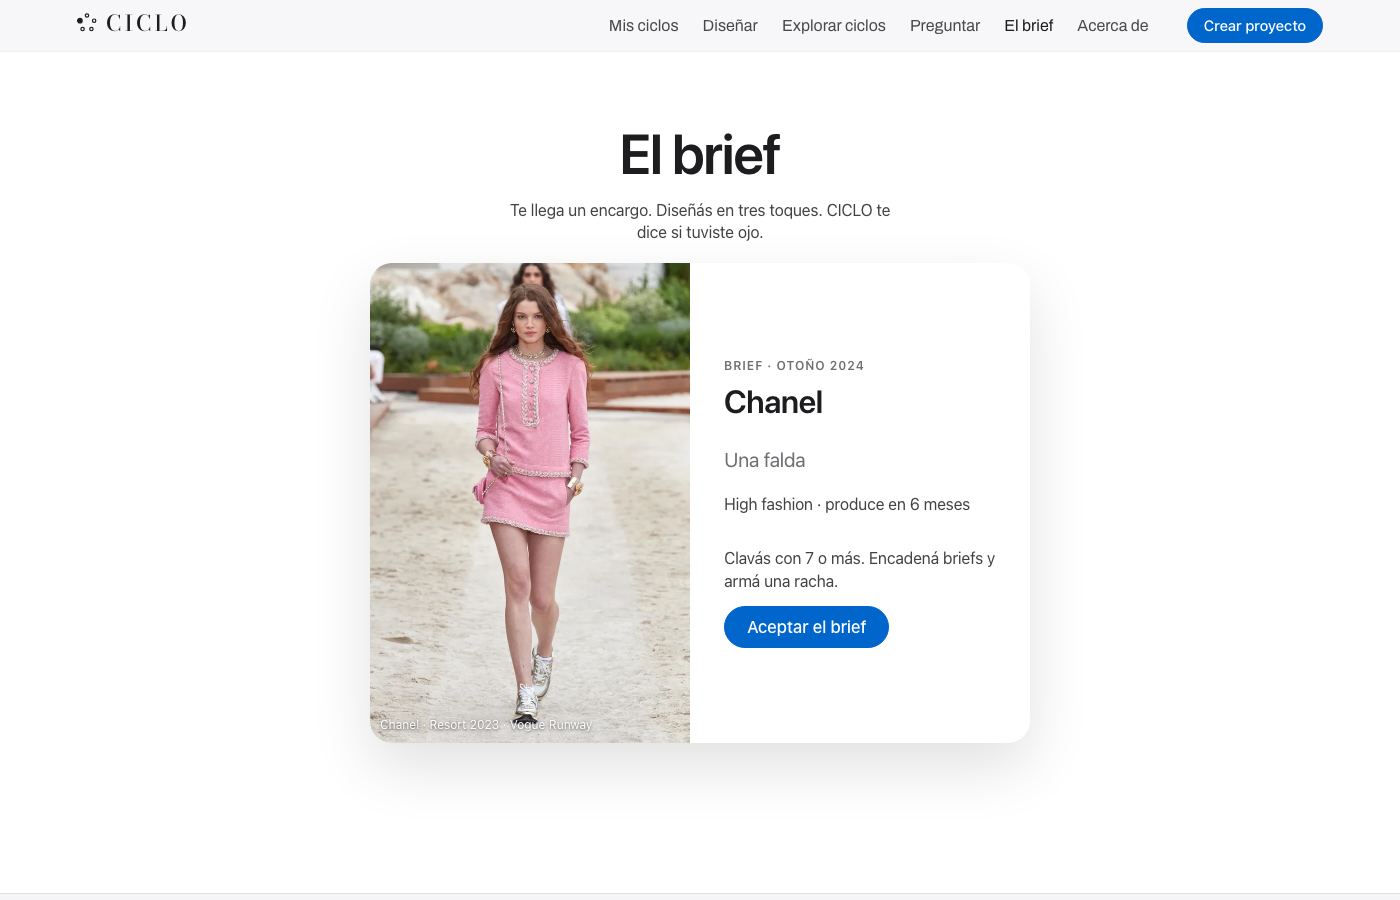 CICLO
Mis ciclos
Diseñar
Explorar ciclos
Preguntar
El brief
Acerca de
Crear proyecto
El brief
Te llega un encargo. Diseñás en tres toques. CICLO te
dice si tuviste ojo.
BRIEF · OTOÑO 2024
Chanel
Una falda
High fashion · produce en 6 meses
Clavás con 7 o más. Encadená briefs y
armá una racha.
Aceptar el brief
Chanel · Resort 2023 · Vogue Runway